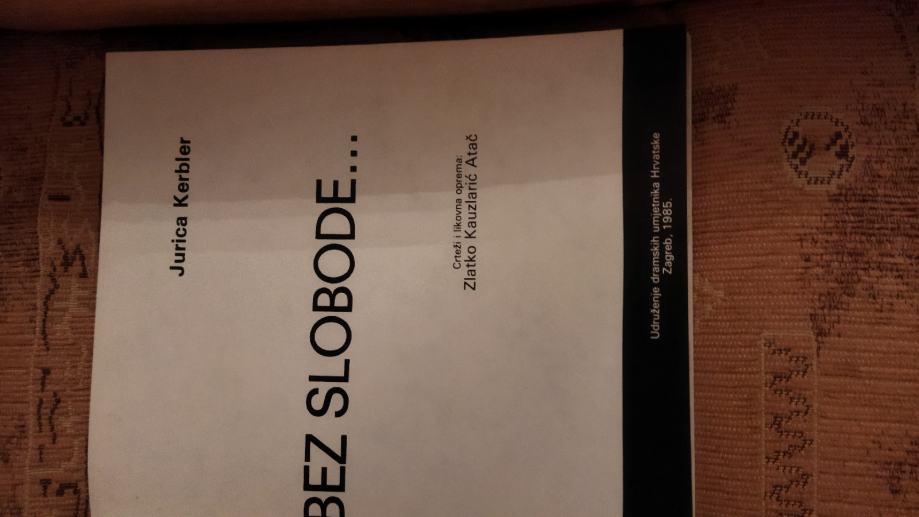 Jurica Kerbler
BEZ SLOBODE...
Crteži i likovna oprema:
Zlatko Kauzlarić Atač
Udruženje dramskih umjetnika Hrvatske
Zagreb, 1985.